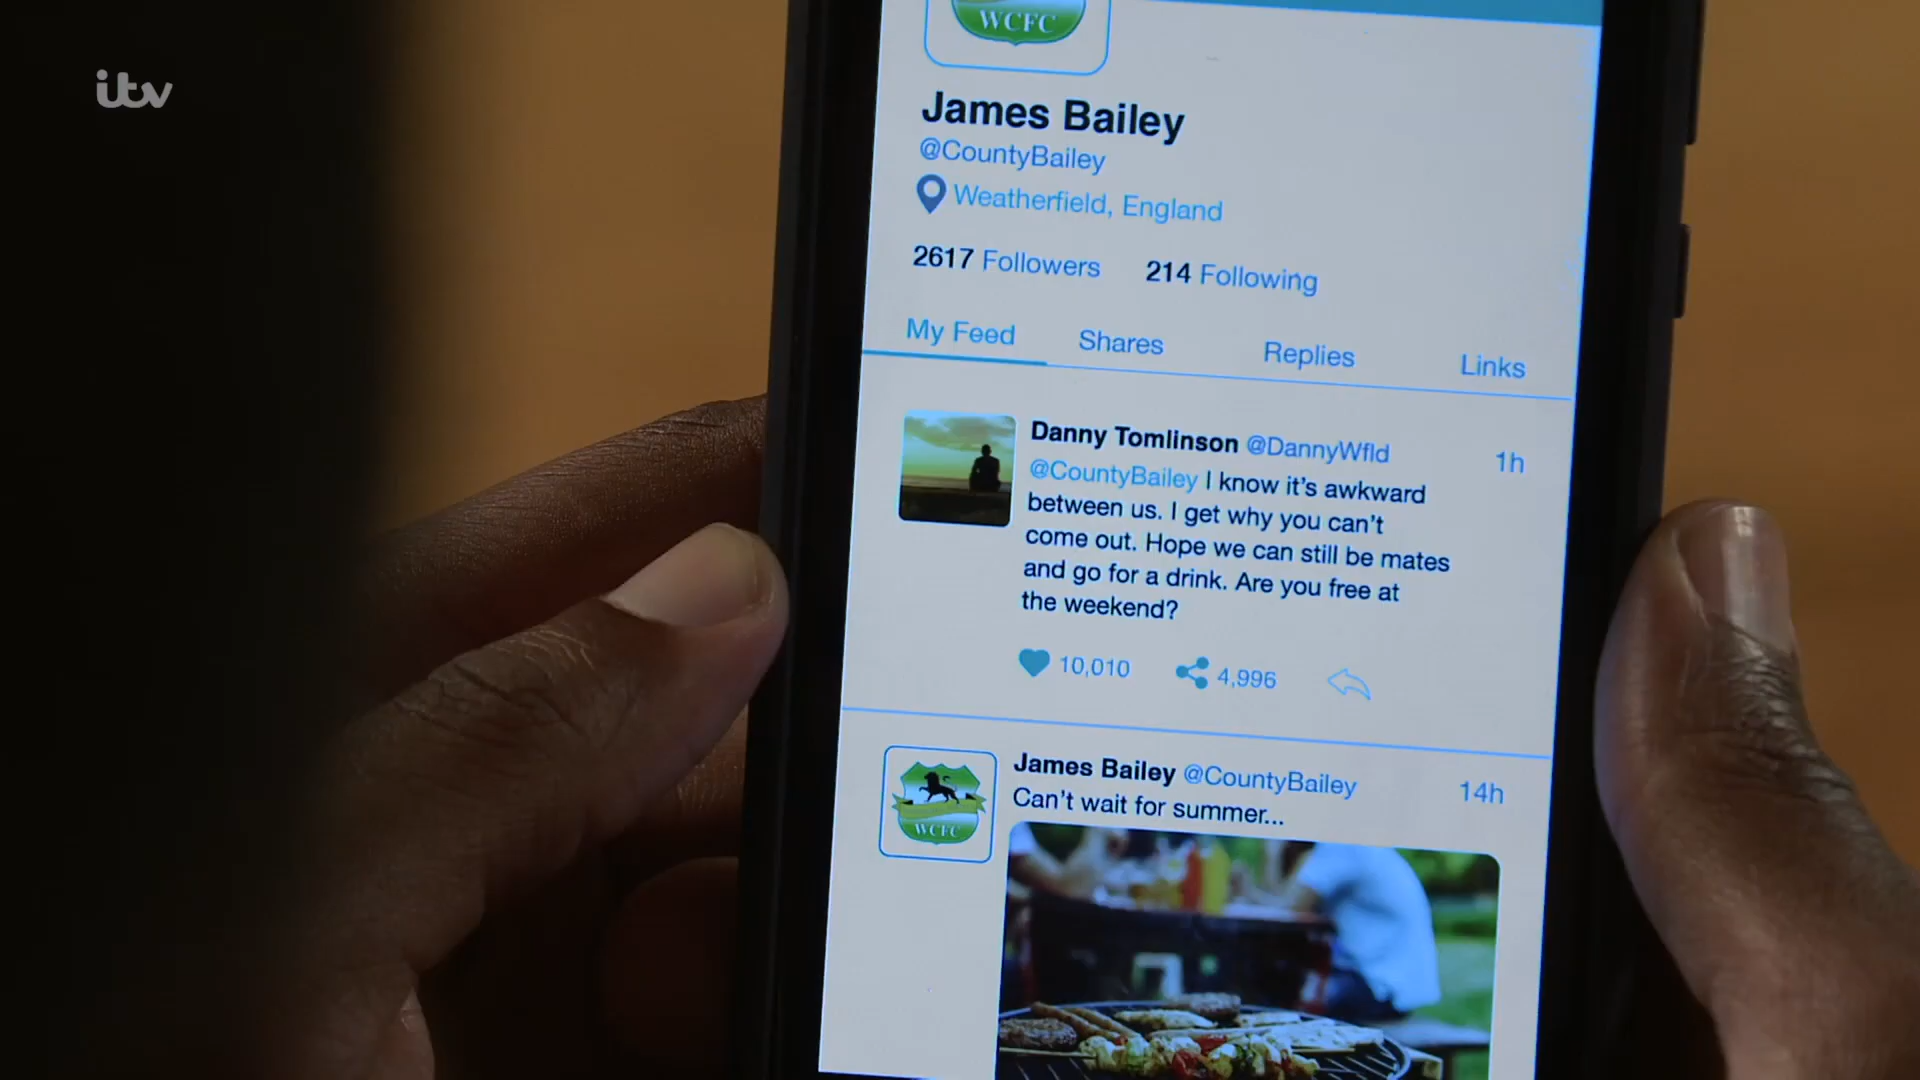 itv
WCFC
James Bailey
@CountyBailey
Weatherfield, England
2617 Followers 214 Following
My Feed Shares Replies Links
Danny Tomlinson @DannyWfld 1h
@CountyBailey I know it's awkward
between us. I get why you can't
come out. Hope we can still be mates
and go for a drink. Are you free at
the weekend?
10,010 4,996
James Bailey @CountyBailey 14h
Can't wait for summer...
WCFC